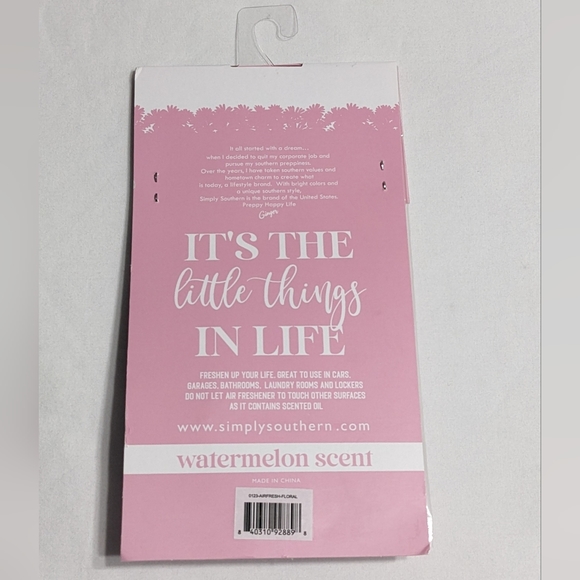 It all started with a dream....
when I decided to quit my corporate job and
pursue my southern preppiness.
Over the years, I have taken southern values and
hometown charm to create what
is today, a lifestyle brand. With bright colors and
a unique southern style,
Simply Southern is the brand of the United States.
Preppy Happy Life
Ginger
IT'S THE
little things
IN LIFE
FRESHEN UP YOUR LIFE. GREAT TO USE IN CARS,
GARAGES, BATHROOMS, LAUNDRY ROOMS AND LOCKERS
DO NOT LET AIR FRESHENER TO TOUCH OTHER SURFACES
AS IT CONTAINS SCENTED OIL
www.simplysouthern.com
watermelon scent
MADE IN CHINA
0123-AIRFRESH-FLORAL
8 40310 92889 8